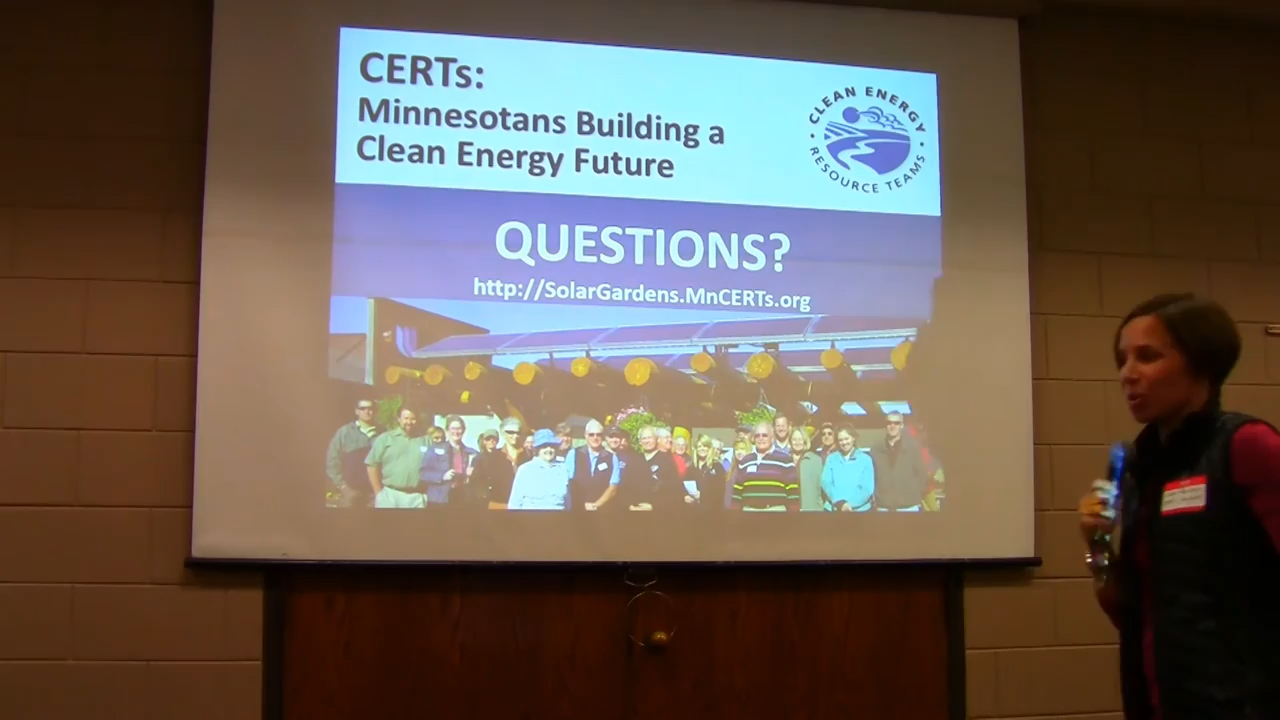 CERTs:
Minnesotans Building a
Clean Energy Future
CLEAN ENERGY
RESOURCE TEAMS
QUESTIONS?
http://SolarGardens.MnCERTs.org